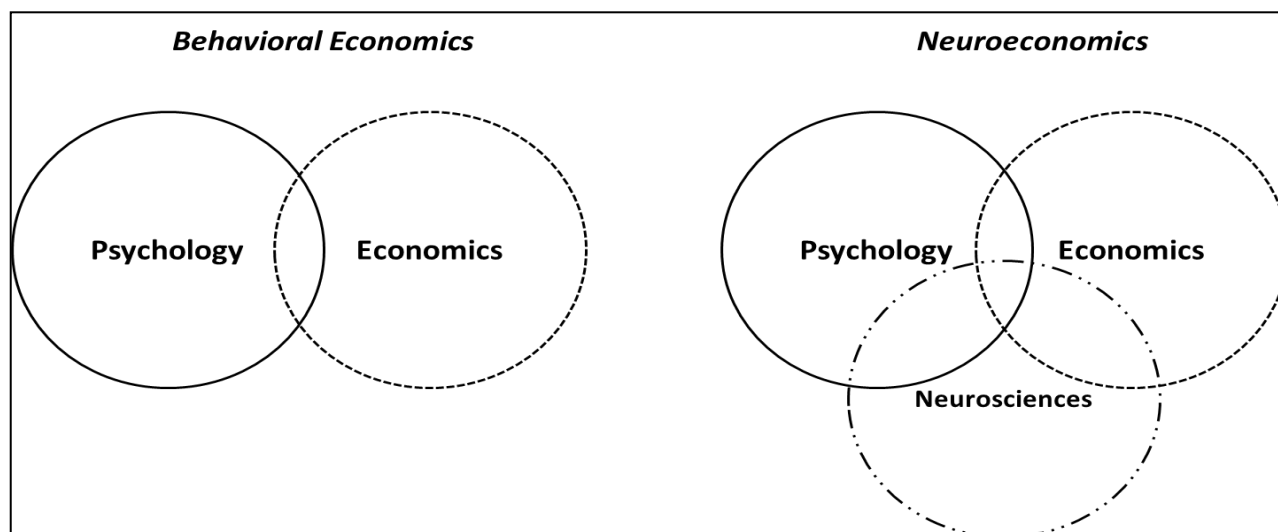 Behavioral Economics
Neuroeconomics
Psychology
Economics
Psychology
Economics
Neurosciences